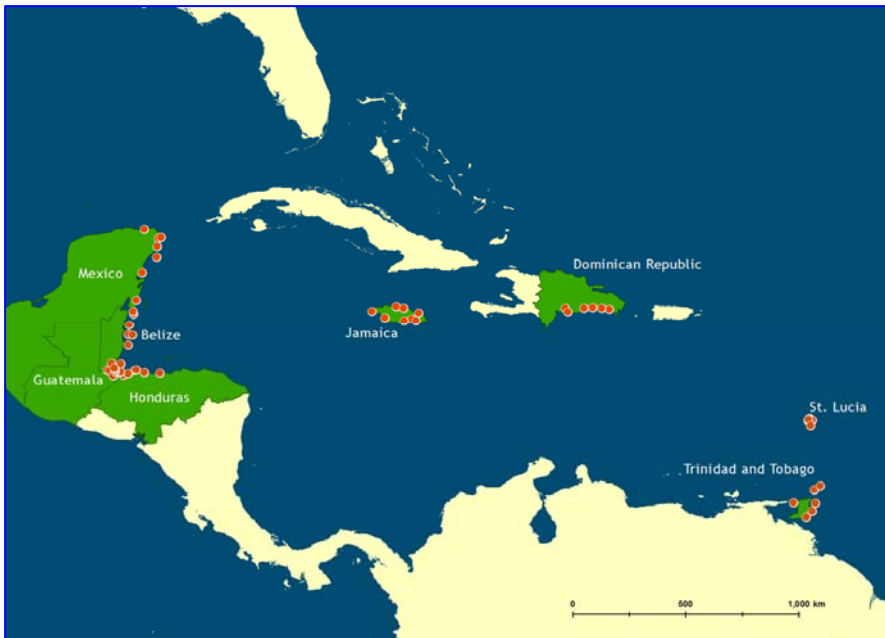 Dominican Republic
Mexico
Jamaica
Belize
Guatemala
Honduras
St. Lucia
Trinidad and Tobago
0 500 1,000 km